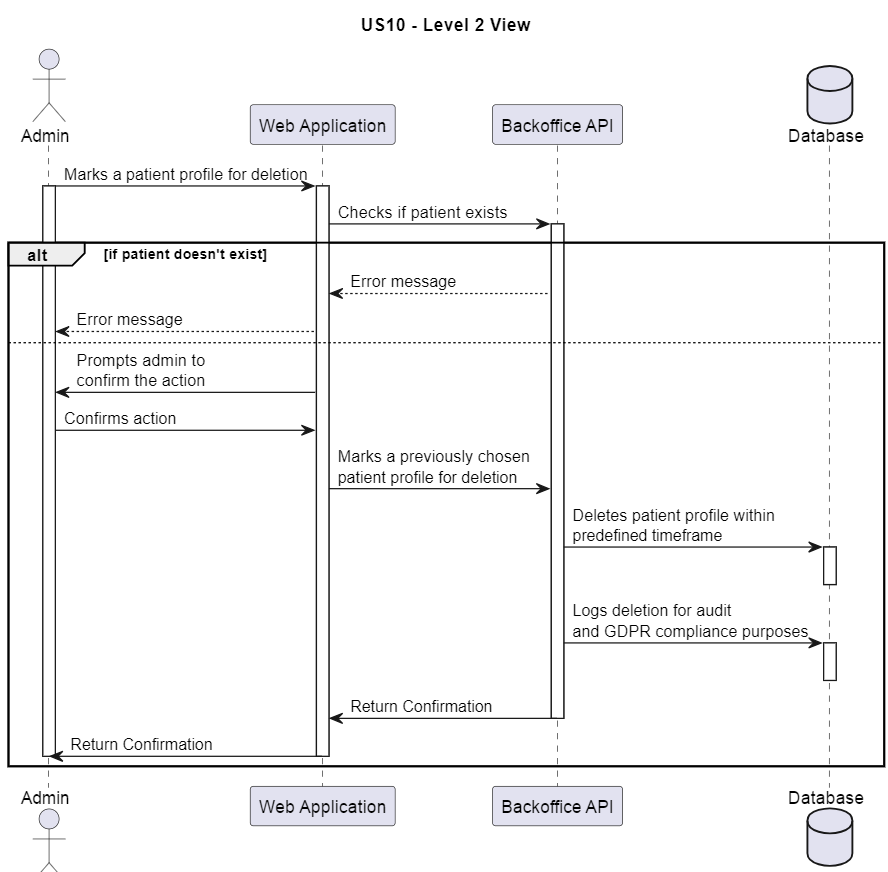 US10 - Level 2 View
Admin
Web Application
Backoffice API
Database
Marks a patient profile for deletion
Checks if patient exists
alt
[if patient doesn't exist]
Error message
Error message
Prompts admin to
confirm the action
Confirms action
Marks a previously chosen
patient profile for deletion
Deletes patient profile within
predefined timeframe
Logs deletion for audit
and GDPR compliance purposes
Return Confirmation
Return Confirmation
Admin
Web Application
Backoffice API
Database